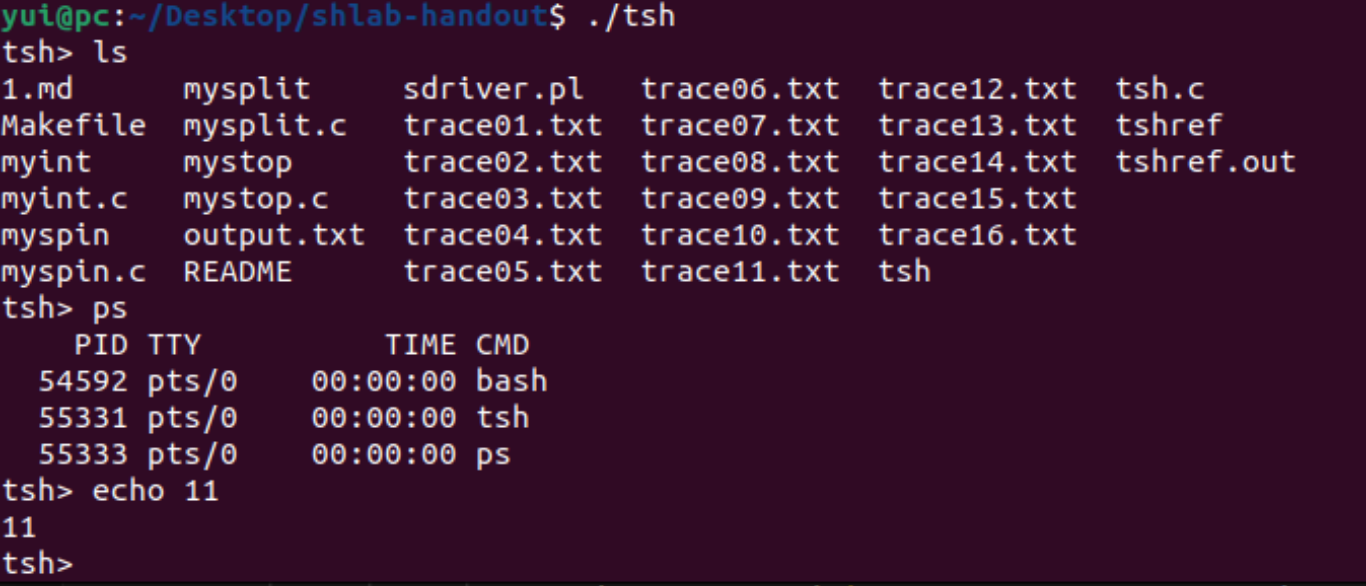 yui@pc:~/Desktop/shlab-handout$ ./tsh
tsh> ls
1.md      mysplit     sdriver.pl   trace06.txt  trace12.txt  tsh.c
Makefile  mysplit.c   trace01.txt  trace07.txt  trace13.txt  tshref
myint     mystop      trace02.txt  trace08.txt  trace14.txt  tshref.out
myint.c   mystop.c    trace03.txt  trace09.txt  trace15.txt
myspin    output.txt  trace04.txt  trace10.txt  trace16.txt
myspin.c  README      trace05.txt  trace11.txt  tsh
tsh> ps
    PID TTY          TIME CMD
  54592 pts/0    00:00:00 bash
  55331 pts/0    00:00:00 tsh
  55333 pts/0    00:00:00 ps
tsh> echo 11
11
tsh>